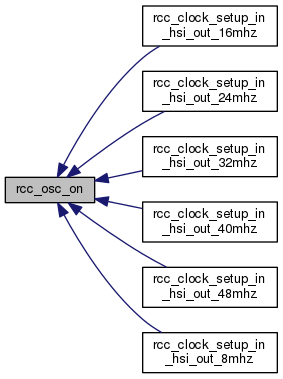 rcc_clock_setup_in
_hsi_out_16mhz
rcc_clock_setup_in
_hsi_out_24mhz
rcc_clock_setup_in
_hsi_out_32mhz
rcc_osc_on
rcc_clock_setup_in
_hsi_out_40mhz
rcc_clock_setup_in
_hsi_out_48mhz
rcc_clock_setup_in
_hsi_out_8mhz